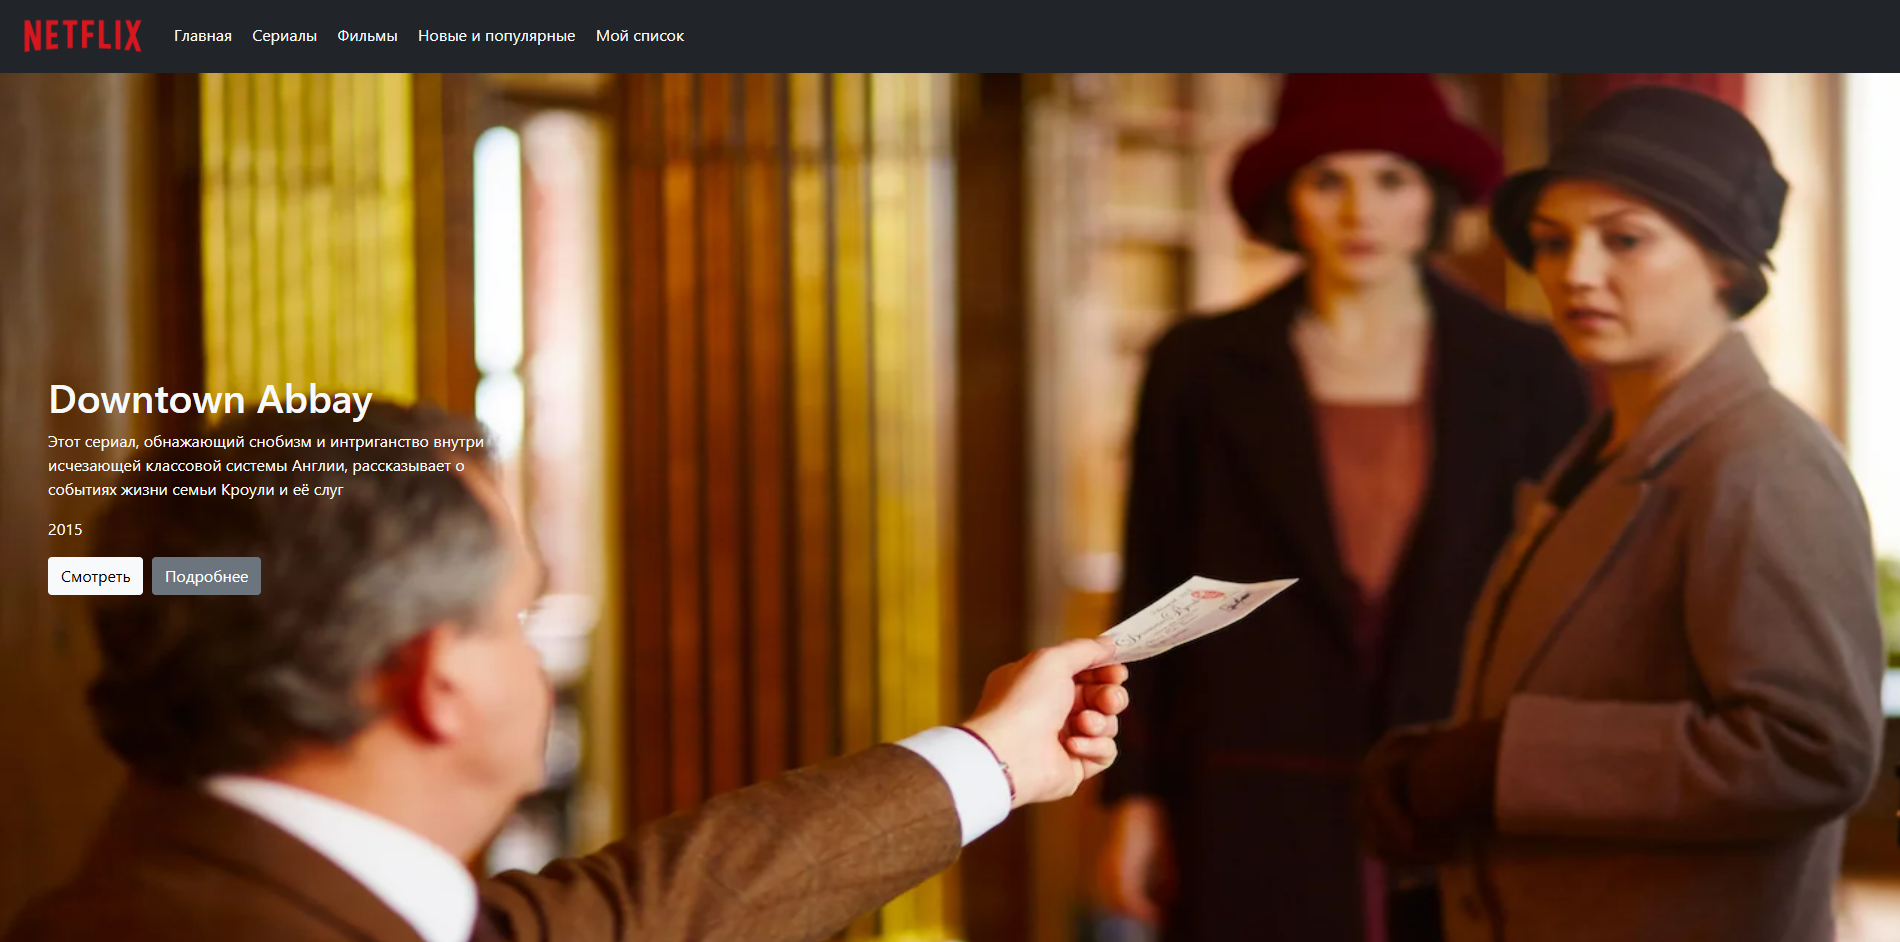 NETFLIX
Главная
Сериалы
Фильмы
Новые и популярные
Мой список
Downtown Abbay
Этот сериал, обнажающий снобизм и интриганство внутри
исчезающей классовой системы Англии, рассказывает о
событиях жизни семьи Кроули и её слуг
2015
Смотреть
Подробнее